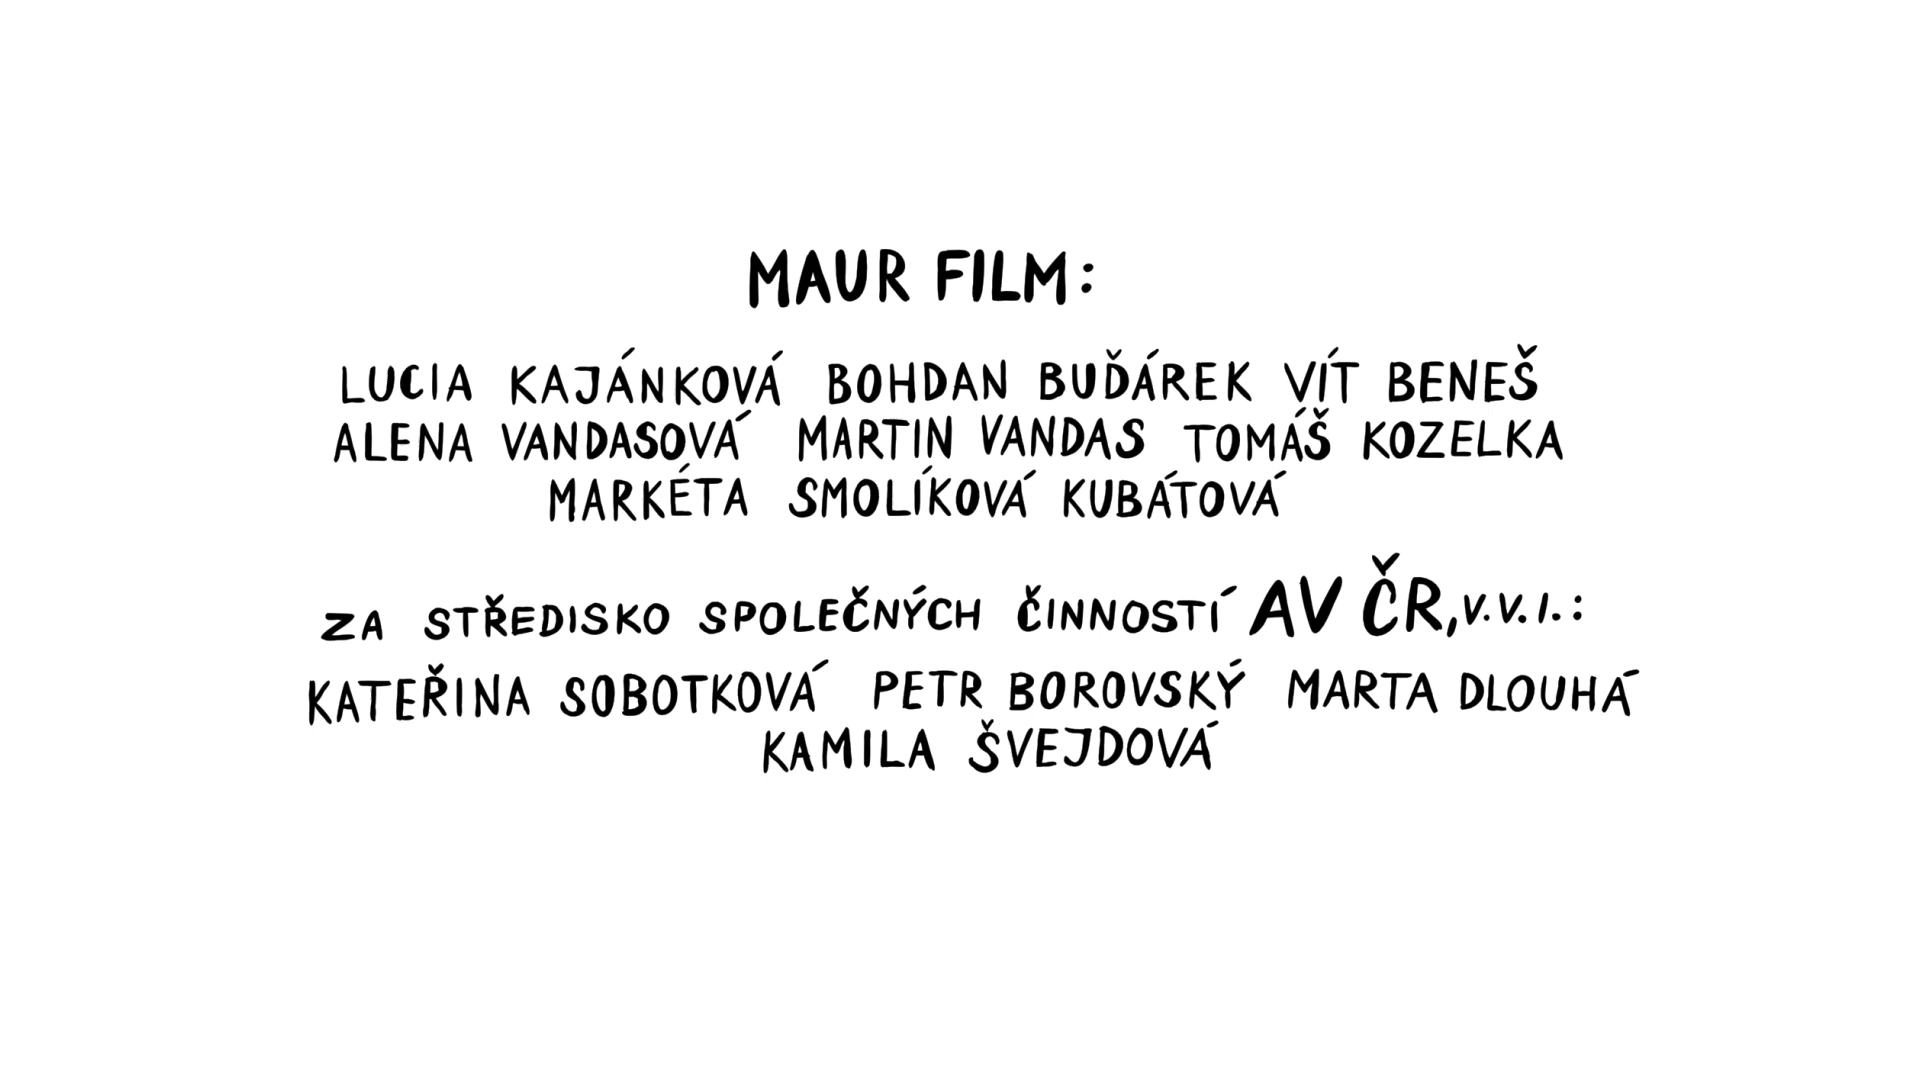 MAUR FILM:
LUCIA KAJÁNKOVÁ BOHDAN BUĎÁREK VÍT BENEŠ
ALENA VANDASOVÁ MARTIN VANDAS TOMÁŠ KOZELKA
MARKÉTA SMOLÍKOVÁ KUBÁTOVÁ
ZA STŘEDISKO SPOLEČNÝCH ČINNOSTÍ AV ČR, V.V.I.:
KATEŘINA SOBOTKOVÁ PETR BOROVSKÝ MARTA DLOUHÁ
KAMILA ŠVEJDOVÁ